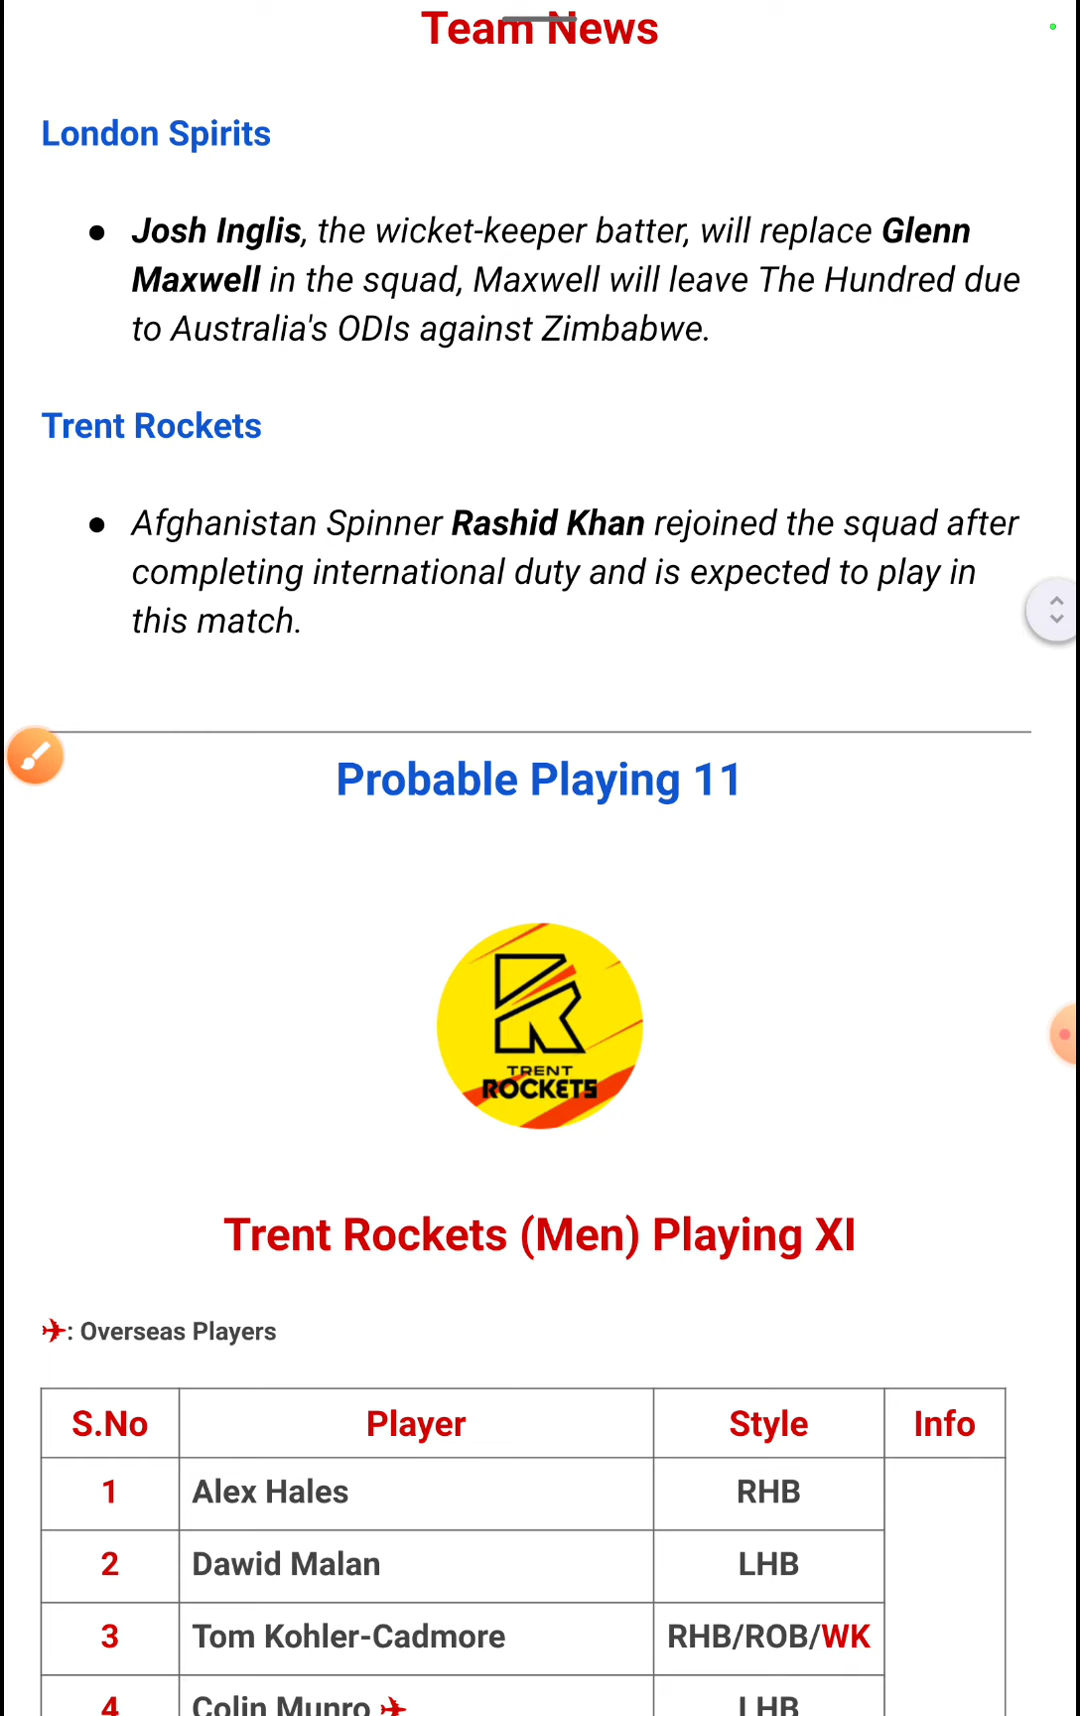 Team News
London Spirits
● Josh Inglis, the wicket-keeper batter, will replace Glenn
Maxwell in the squad, Maxwell will leave The Hundred due
to Australia's ODIs against Zimbabwe.
Trent Rockets
● Afghanistan Spinner Rashid Khan rejoined the squad after
completing international duty and is expected to play in
this match.
Probable Playing 11
TRENT
ROCKETS
Trent Rockets (Men) Playing XI
✈: Overseas Players
S.No Player Style Info
1 Alex Hales RHB
2 Dawid Malan LHB
3 Tom Kohler-Cadmore RHB/ROB/WK
4 Colin Munro ✈ LHB